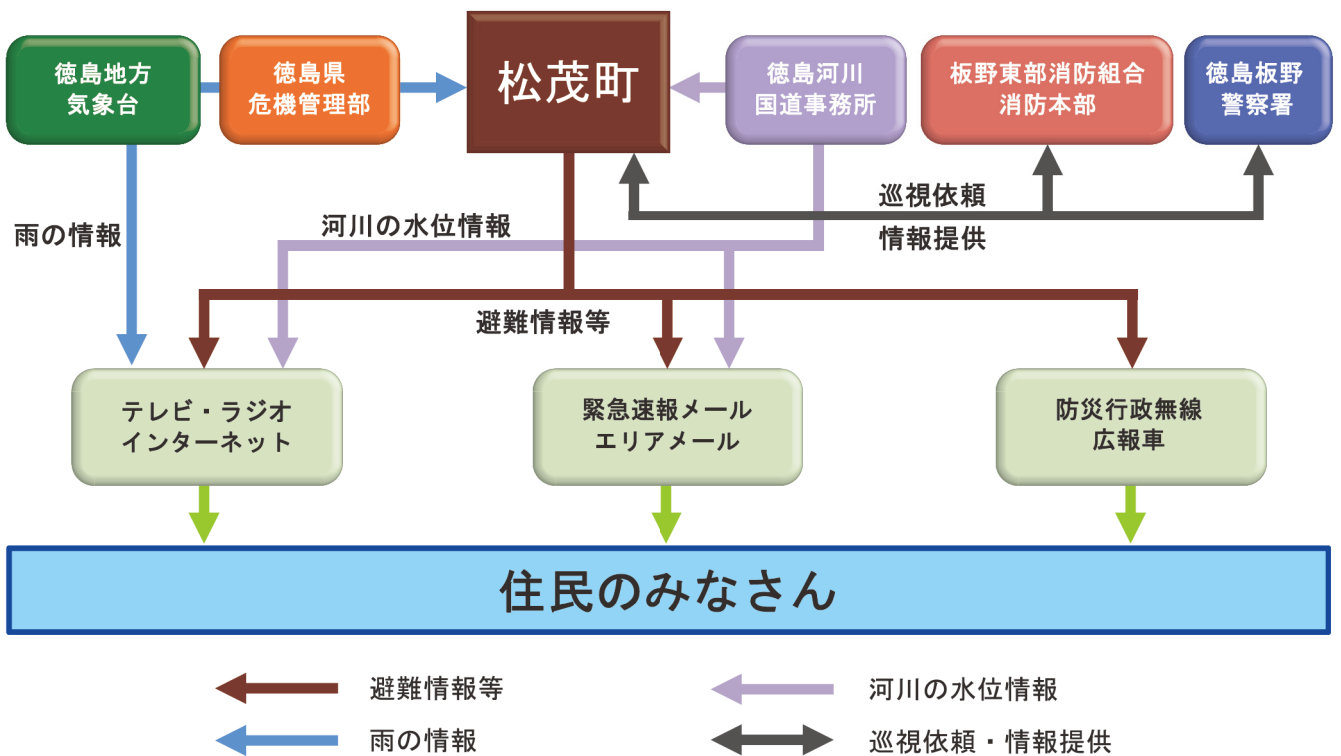 徳島地方
気象台
徳島県
危機管理部
松茂町
徳島河川
国道事務所
板野東部消防組合
消防本部
徳島板野
警察署
雨の情報
河川の水位情報
巡視依頼
情報提供
避難情報等
テレビ・ラジオ
インターネット
緊急速報メール
エリアメール
防災行政無線
広報車
住民のみなさん
避難情報等
河川の水位情報
雨の情報
巡視依頼・情報提供